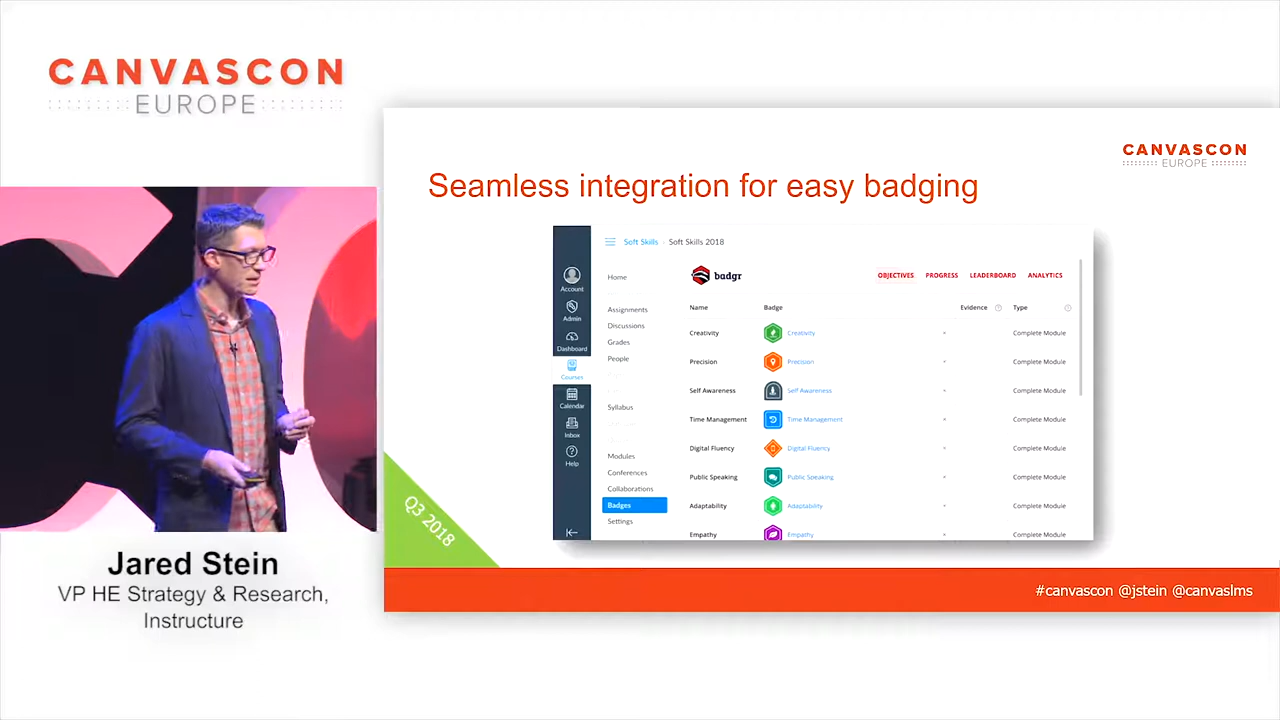 CANVASCON
EUROPE
CANVASCON
EUROPE
Seamless integration for easy badging
Soft Skills › Soft Skills 2018
Account
Admin
Dashboard
Courses
Calendar
Inbox
Help
Home
Assignments
Discussions
Grades
People
Syllabus
Modules
Conferences
Collaborations
Badges
Settings
badgr
OBJECTIVES PROGRESS LEADERBOARD ANALYTICS
Name Badge Evidence Type
Creativity Creativity Complete Module
Precision Precision Complete Module
Self Awareness Self Awareness Complete Module
Time Management Time Management Complete Module
Digital Fluency Digital Fluency Complete Module
Public Speaking Public Speaking Complete Module
Adaptability Adaptability Complete Module
Empathy Empathy Complete Module
Q3 2018
#canvascon @jstein @canvaslms
Jared Stein
VP HE Strategy & Research,
Instructure